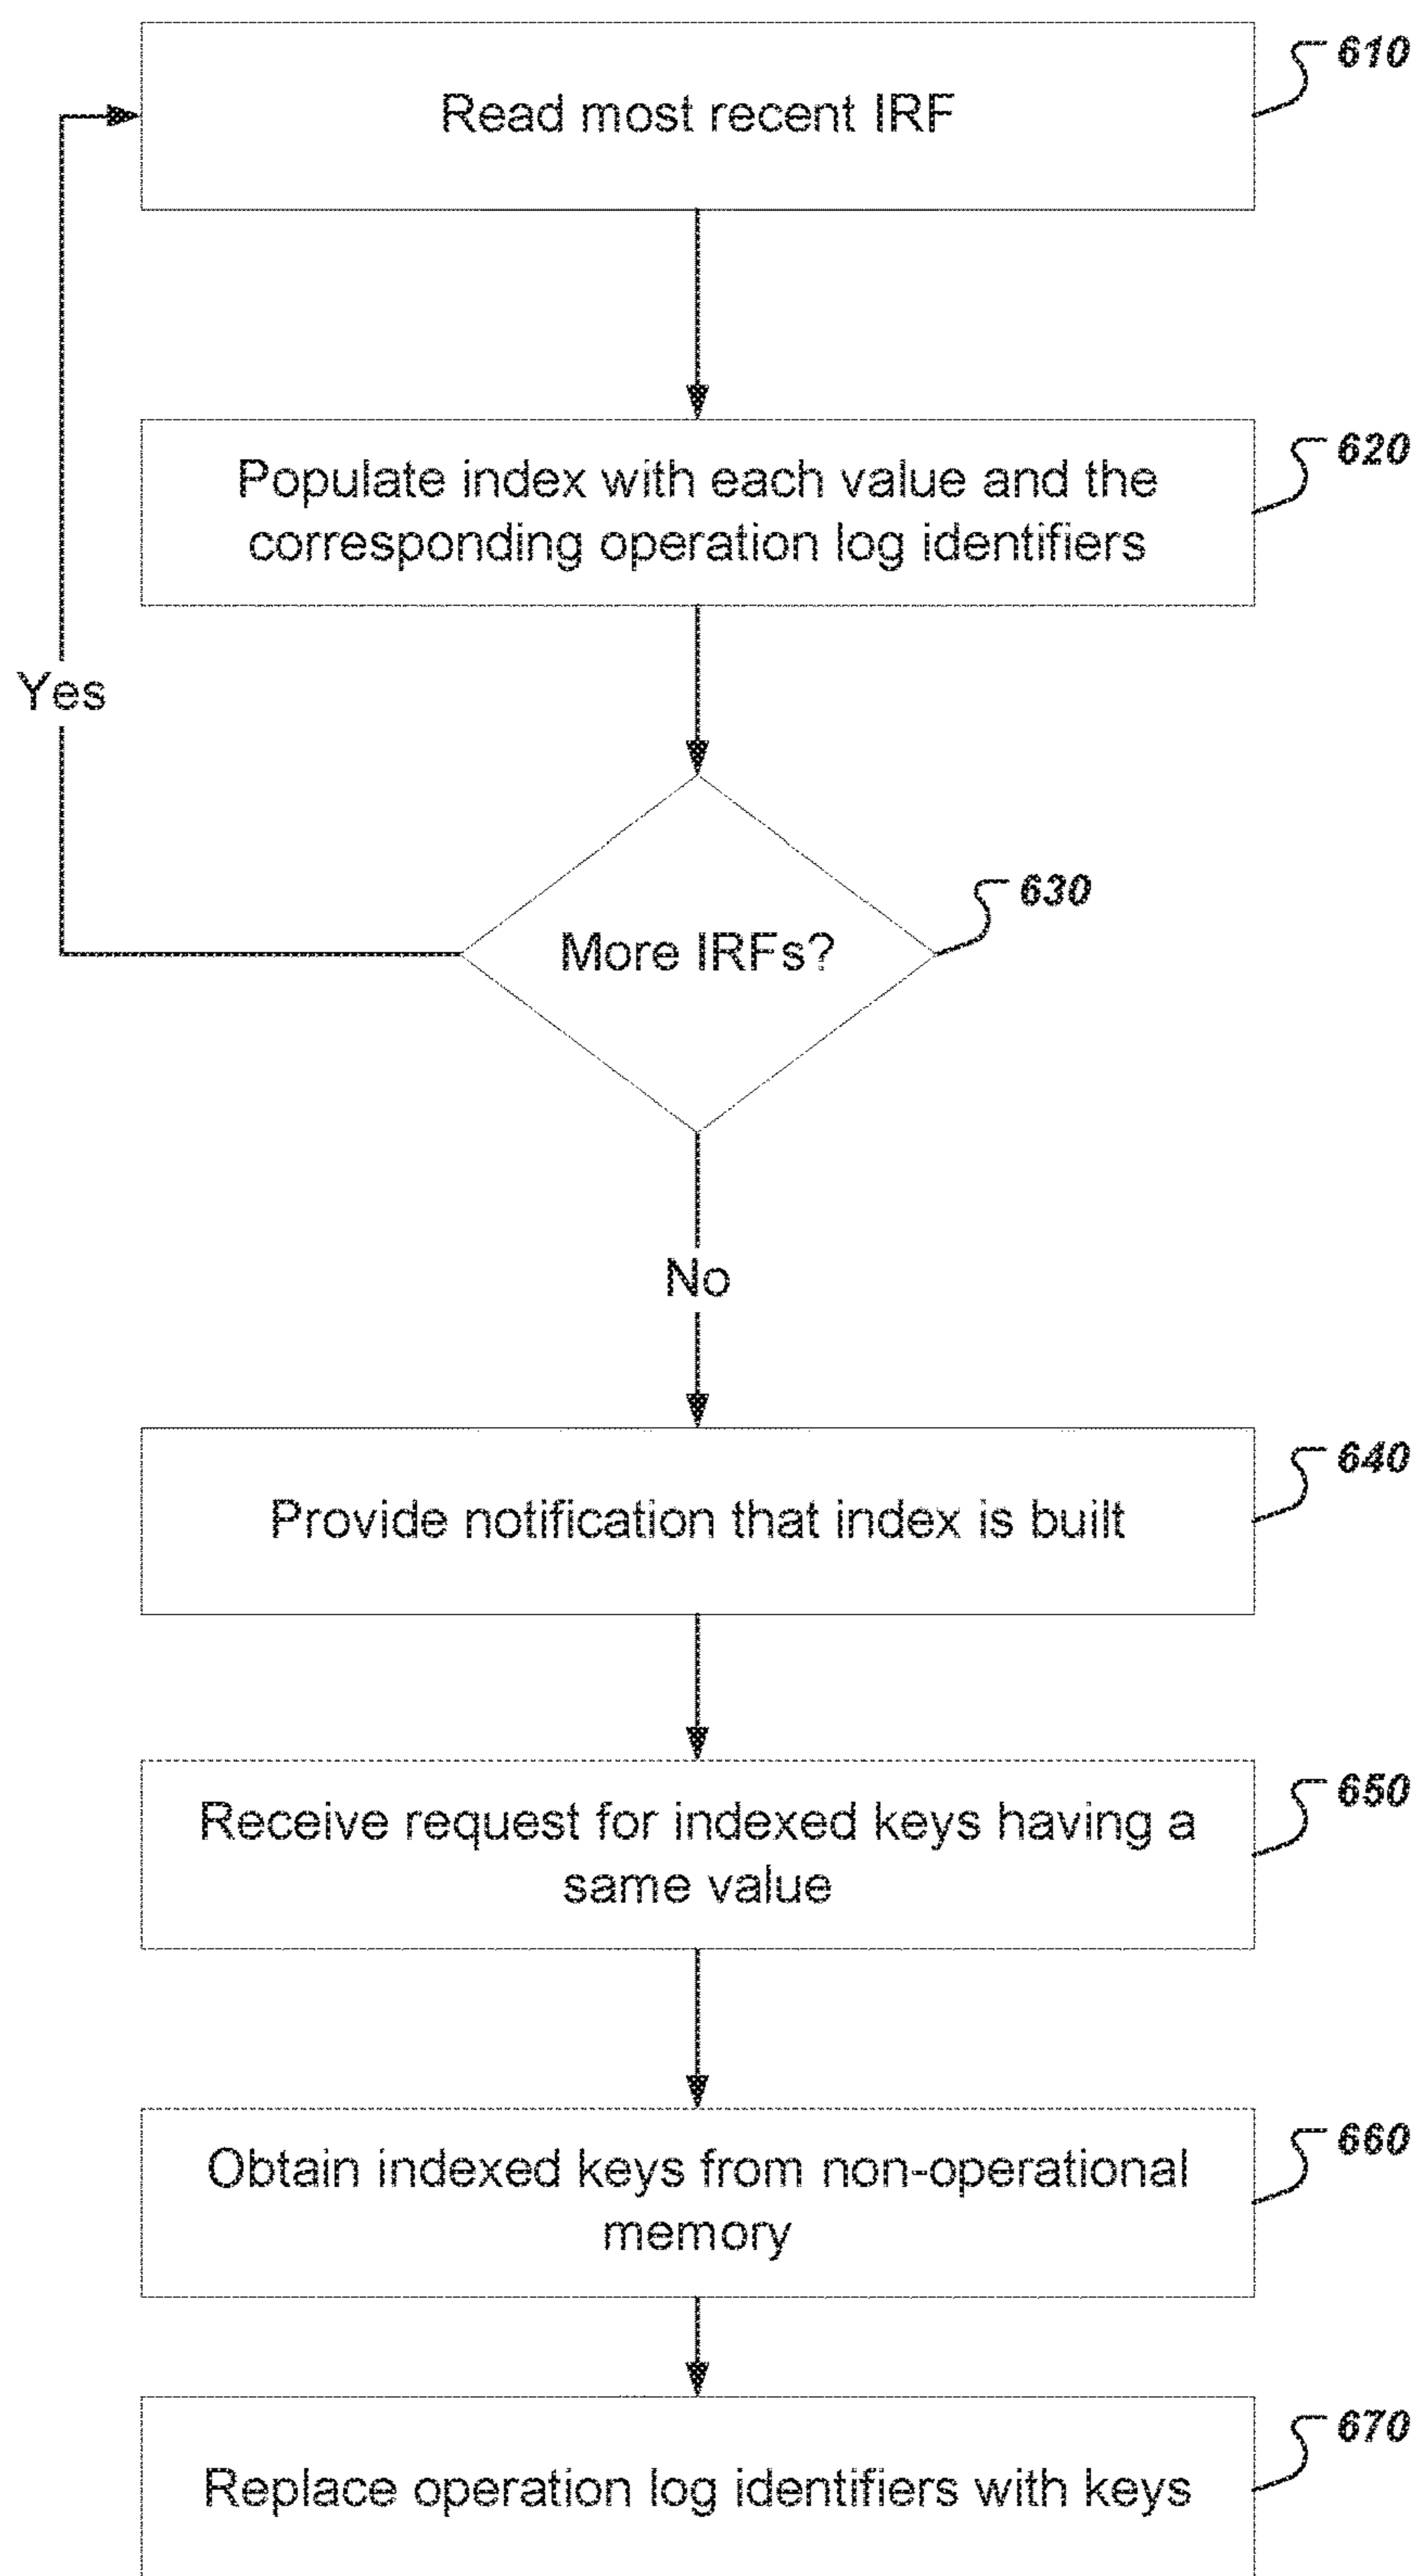 Read most recent IRF
610
Populate index with each value and the
corresponding operation log identifiers
620
Yes
More IRFs?
630
No
Provide notification that index is built
640
Receive request for indexed keys having a
same value
650
Obtain indexed keys from non-operational
memory
660
Replace operation log identifiers with keys
670